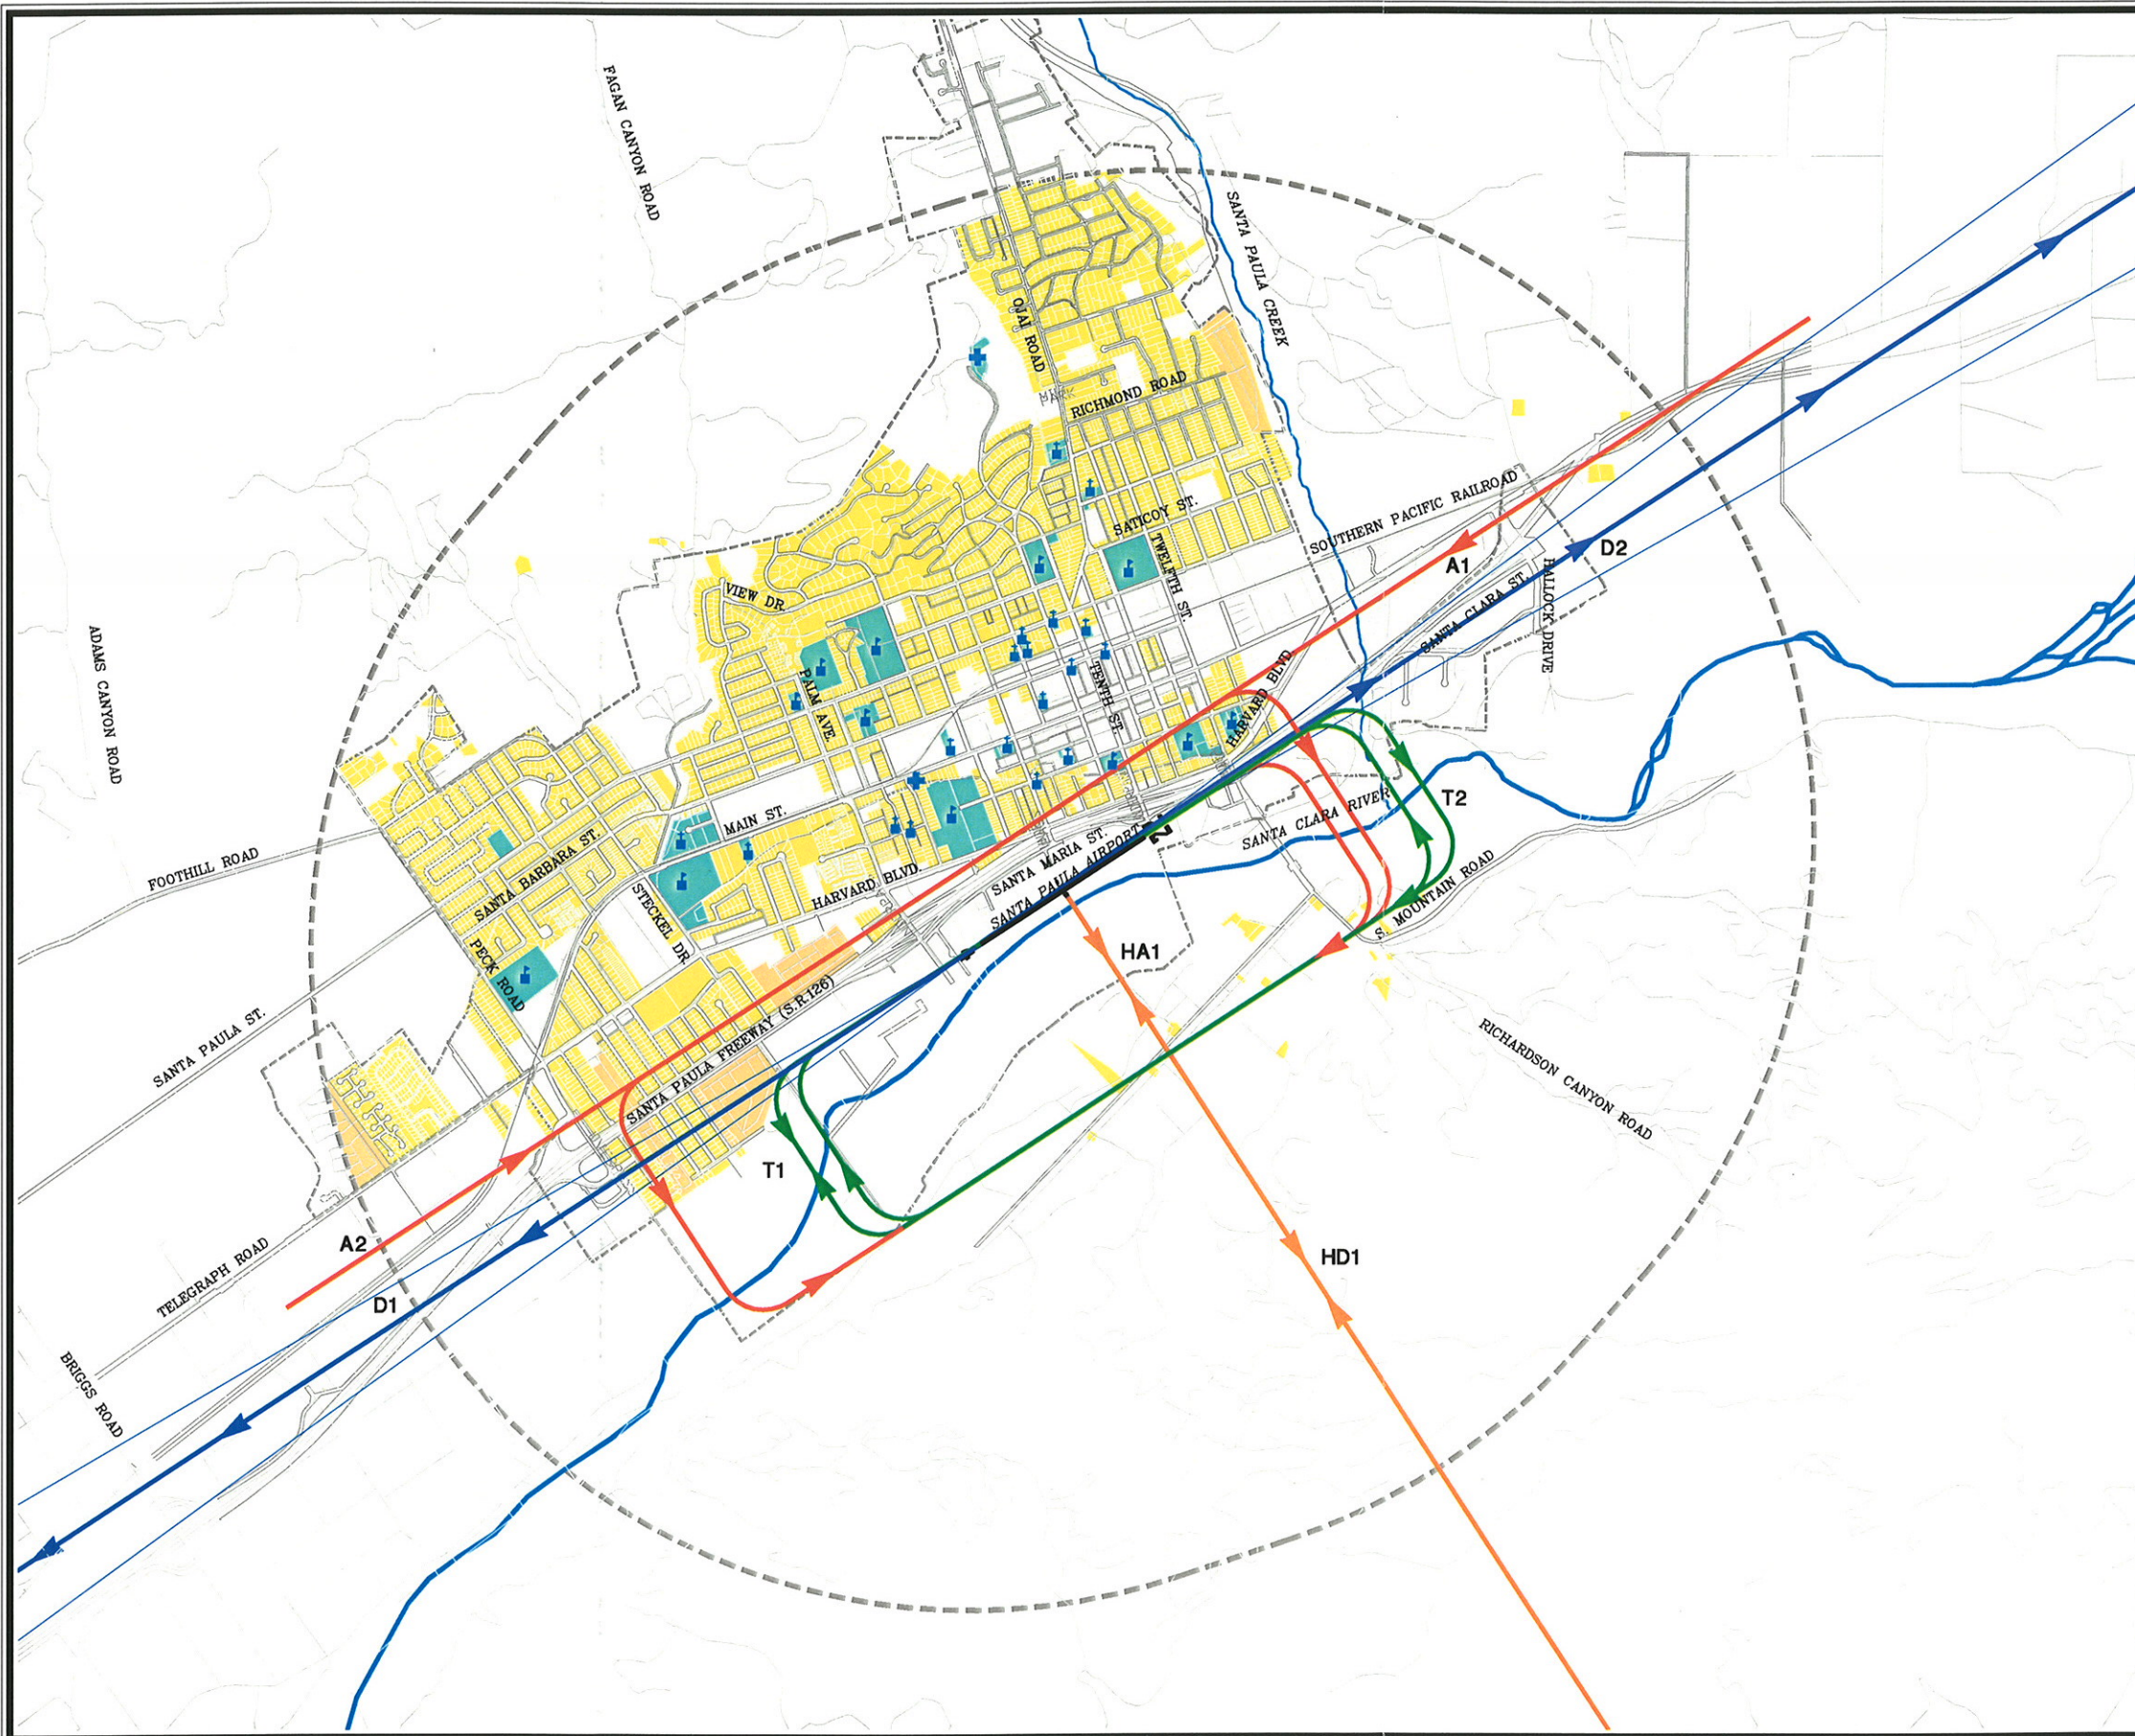 FAGAN CANYON ROAD
SANTA PAULA CREEK
OJAI ROAD
PARK
RICHMOND ROAD
SATICOY ST.
TWELFTH ST.
SOUTHERN PACIFIC RAILROAD
A1
D2
HALLOCK DRIVE
SANTA CLARA ST.
VIEW DR.
PALM AVE.
TENTH ST.
HARVARD BLVD
ADAMS CANYON ROAD
T2
MAIN ST.
SANTA CLARA RIVER
SANTA MARIA ST.
SANTA PAULA AIRPORT
FOOTHILL ROAD
SANTA BARBARA ST.
HARVARD BLVD.
STECKEL DR.
S. MOUNTAIN ROAD
PECK ROAD
HA1
SANTA PAULA ST.
SANTA PAULA FREEWAY (S.R.126)
RICHARDSON CANYON ROAD
T1
A2
TELEGRAPH ROAD
D1
HD1
BRIGGS ROAD